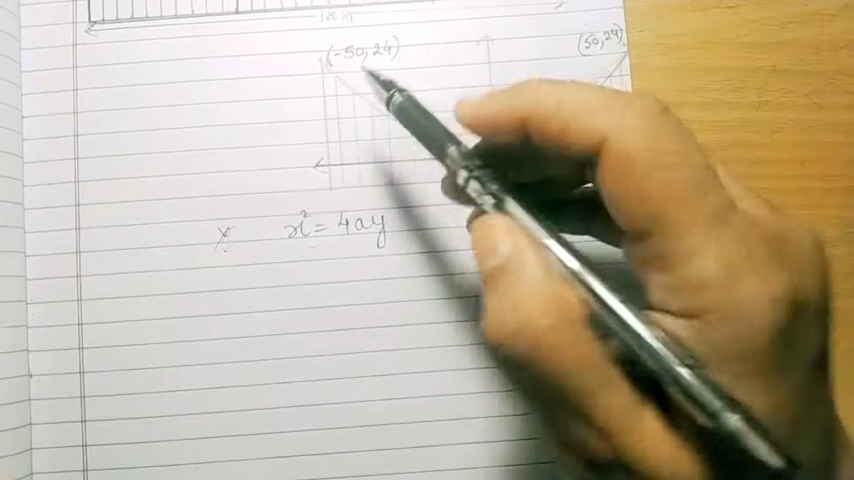 100 m
(-50,24) (50,24)
x² = 4ay